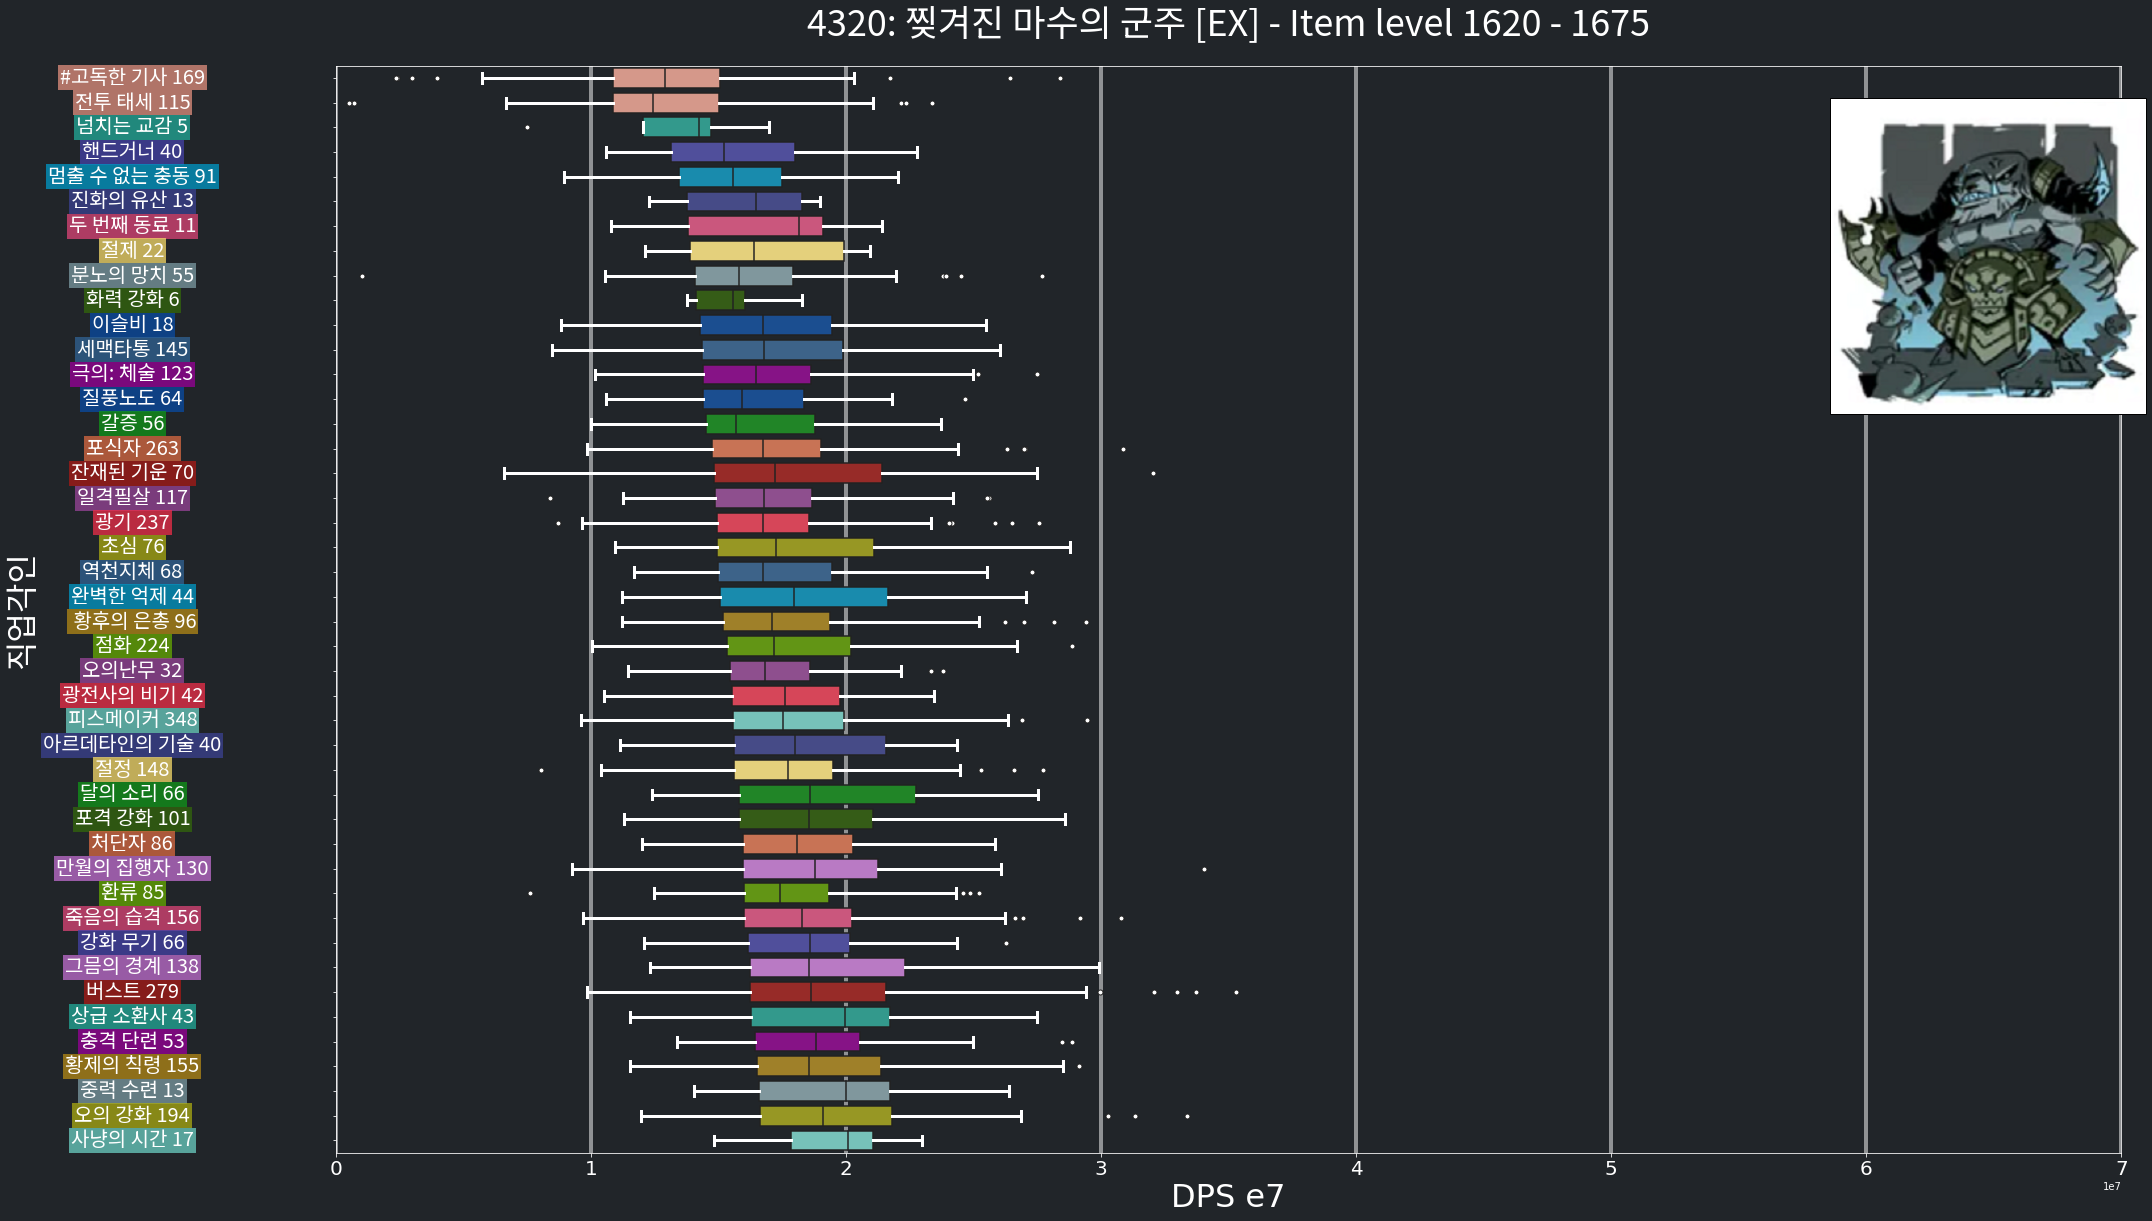 4320: 찢겨진 마수의 군주 [EX] - Item level 1620 - 1675
직업각인
#고독한 기사 169
전투 태세 115
넘치는 교감 5
핸드거너 40
멈출 수 없는 충동 91
진화의 유산 13
두 번째 동료 11
절제 22
분노의 망치 55
화력 강화 6
이슬비 18
세맥타통 145
극의: 체술 123
질풍노도 64
갈증 56
포식자 263
잔재된 기운 70
일격필살 117
광기 237
초심 76
역천지체 68
완벽한 억제 44
황후의 은총 96
점화 224
오의난무 32
광전사의 비기 42
피스메이커 348
아르데타인의 기술 40
절정 148
달의 소리 66
포격 강화 101
처단자 86
만월의 집행자 130
환류 85
죽음의 습격 156
강화 무기 66
그믐의 경계 138
버스트 279
상급 소환사 43
충격 단련 53
황제의 칙령 155
중력 수련 13
오의 강화 194
사냥의 시간 17
0 1 2 3 4 5 6 7
1e7
DPS e7